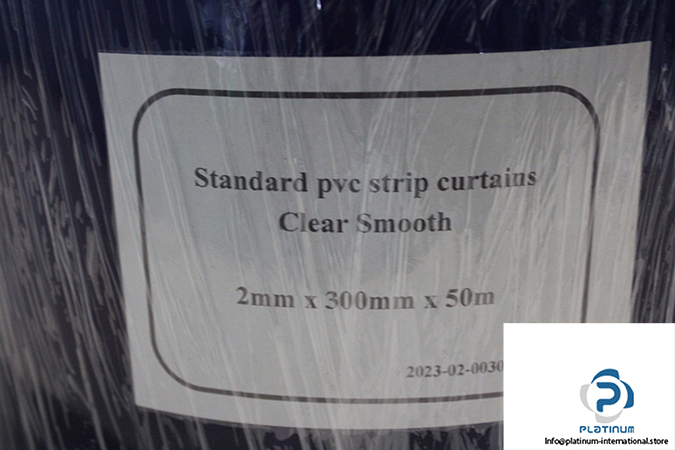 Standard pvc strip curtains
Clear Smooth
2mm x 300mm x 50m
2023-02-0030
PLATINUM
Info@platinum-international.store